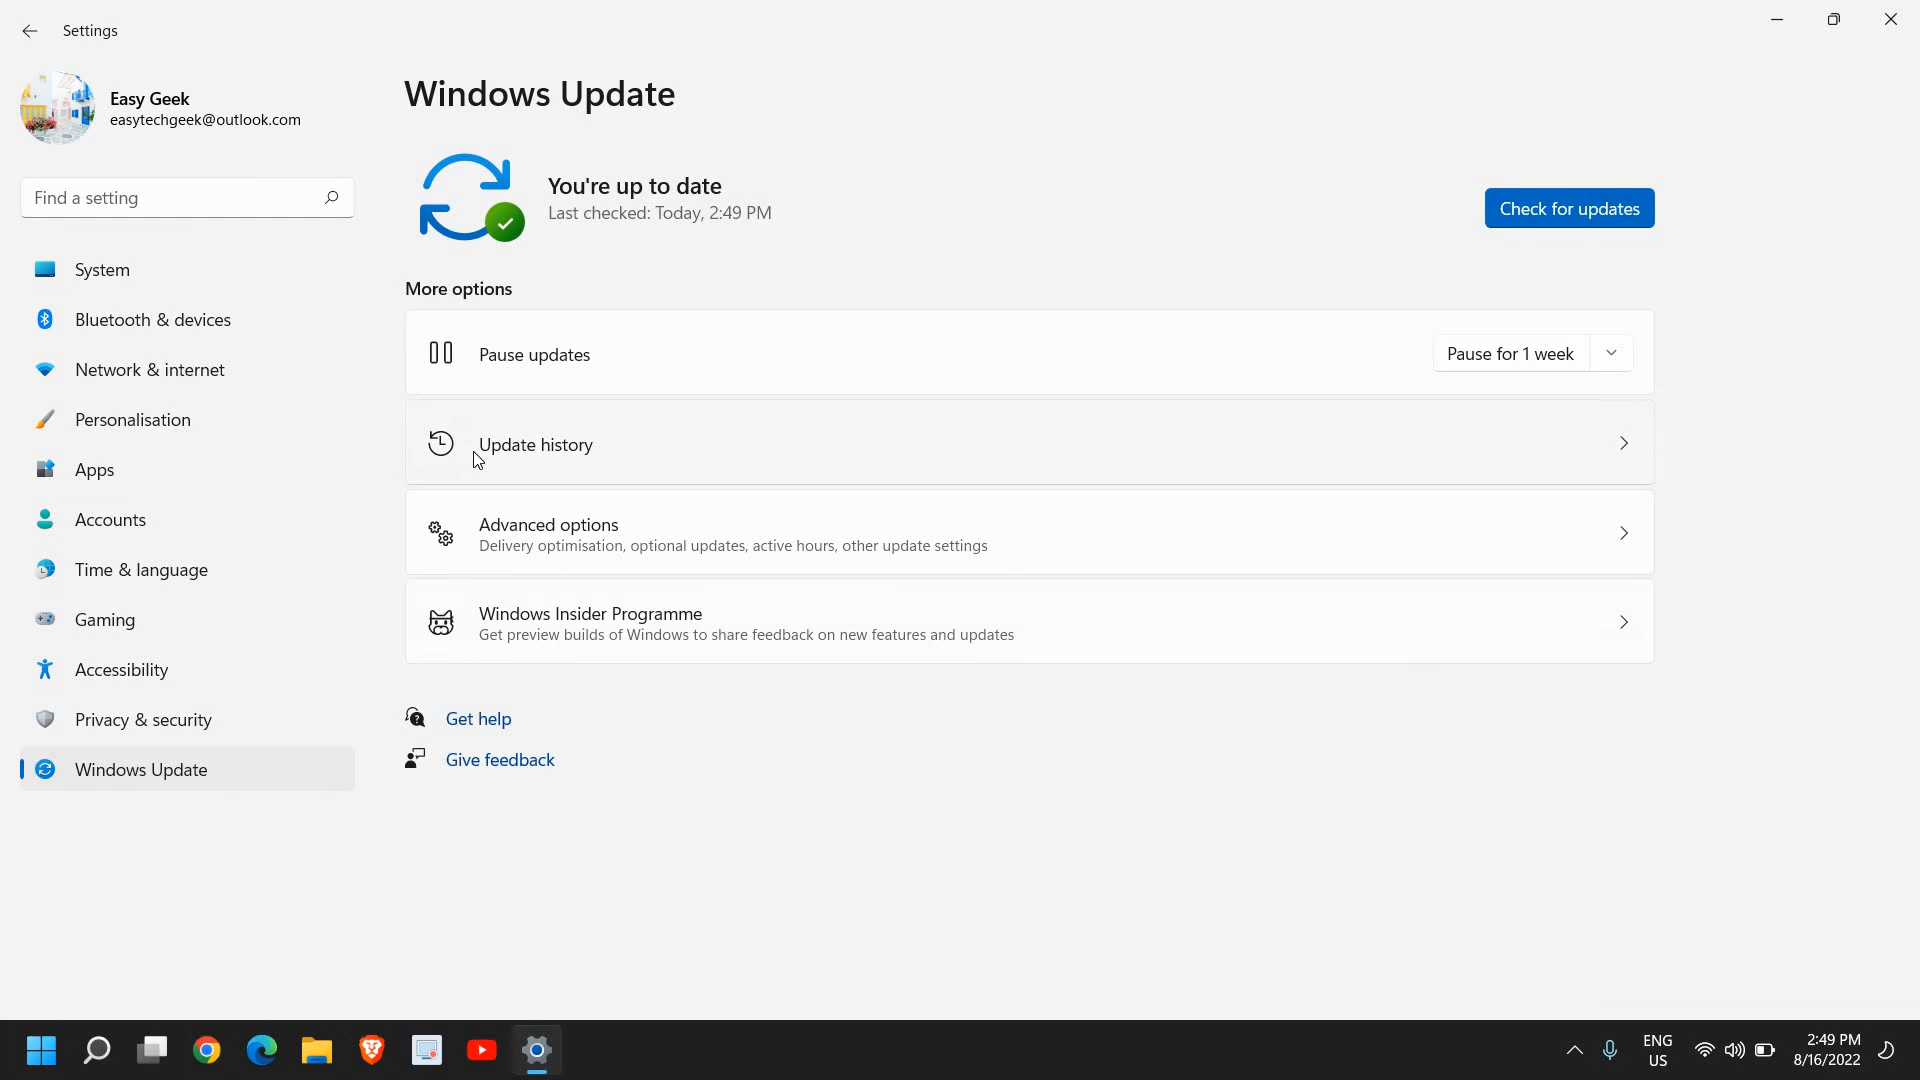 Settings
Easy Geek
easytechgeek@outlook.com
Find a setting
System
Bluetooth & devices
Network & internet
Personalisation
Apps
Accounts
Time & language
Gaming
Accessibility
Privacy & security
Windows Update
Windows Update
You're up to date
Last checked: Today, 2:49 PM
Check for updates
More options
Pause updates
Pause for 1 week
Update history
Advanced options
Delivery optimisation, optional updates, active hours, other update settings
Windows Insider Programme
Get preview builds of Windows to share feedback on new features and updates
Get help
Give feedback
ENG
US
2:49 PM
8/16/2022